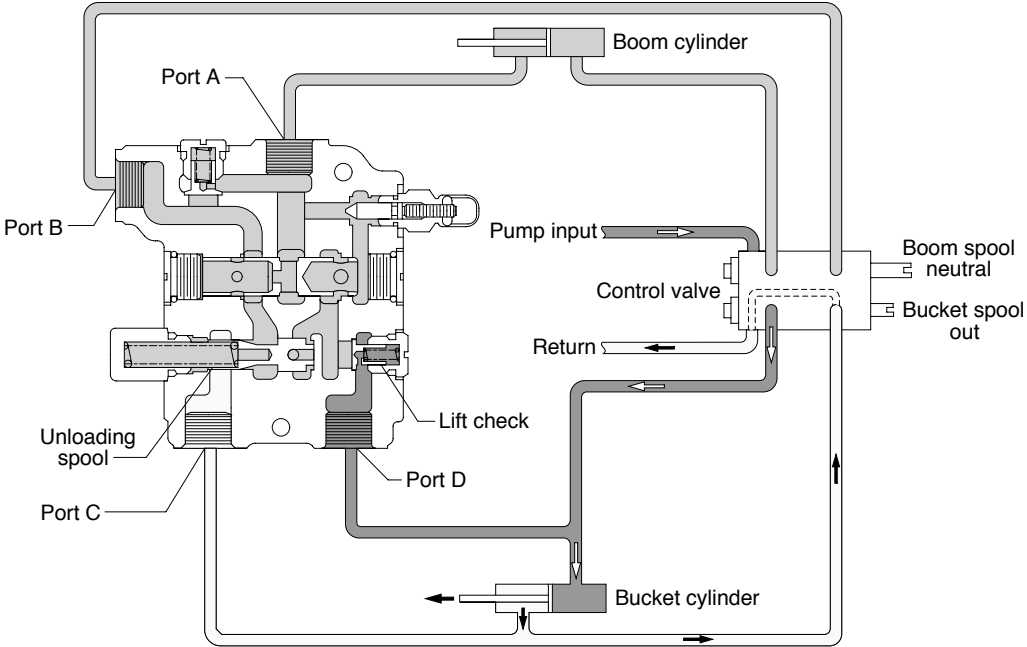 Boom cylinder
Port A
Port B
Pump input
Boom spool
neutral
Control valve
Bucket spool
out
Return
Lift check
Unloading
spool
Port D
Port C
Bucket cylinder